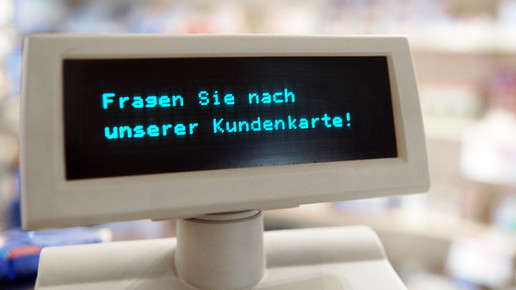 Fragen Sie nach
unserer Kundenkarte!